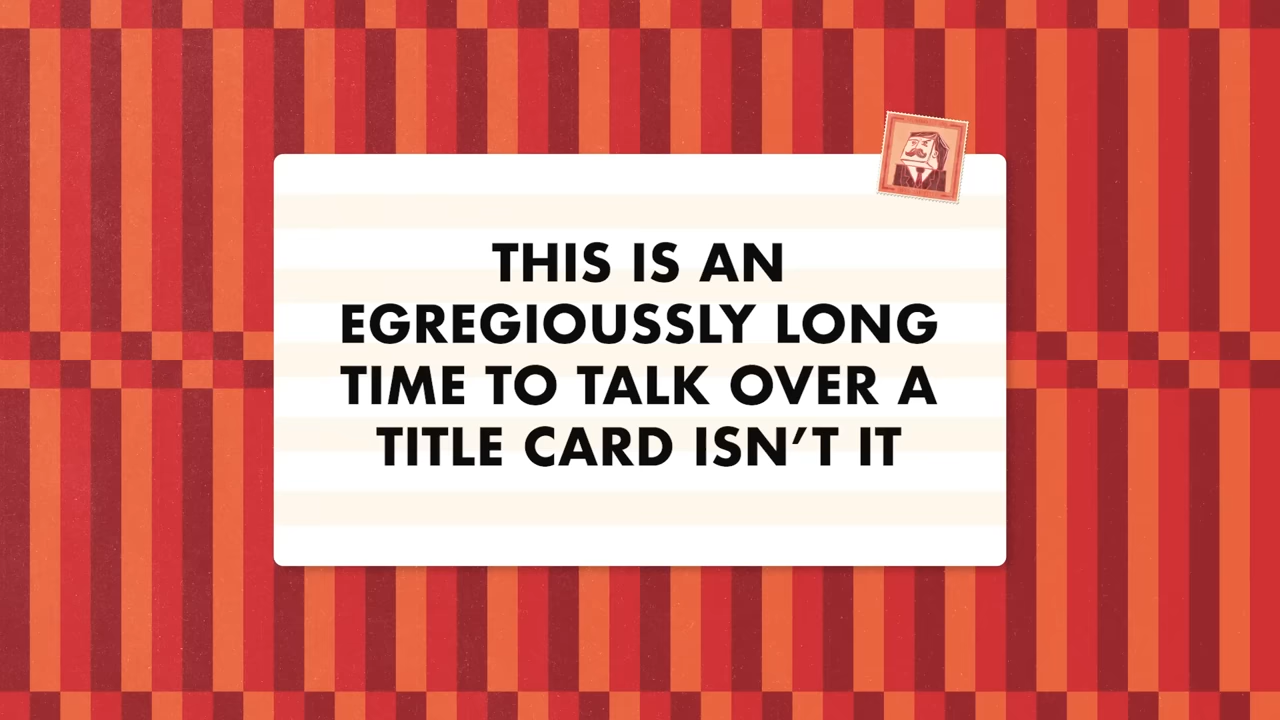 THIS IS AN
EGREGIOUSSLY LONG
TIME TO TALK OVER A
TITLE CARD ISN’T IT